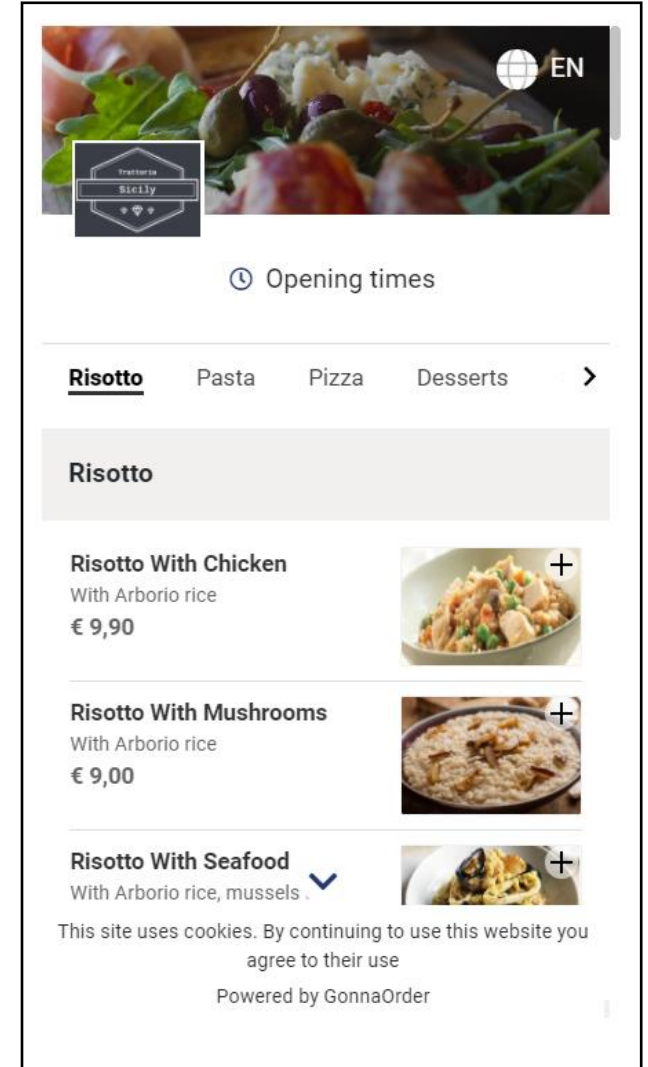 EN
Trattoria
Sicily
Opening times
Risotto Pasta Pizza Desserts
Risotto
Risotto With Chicken
With Arborio rice
€ 9,90
Risotto With Mushrooms
With Arborio rice
€ 9,00
Risotto With Seafood
With Arborio rice, mussels
This site uses cookies. By continuing to use this website you
agree to their use
Powered by GonnaOrder